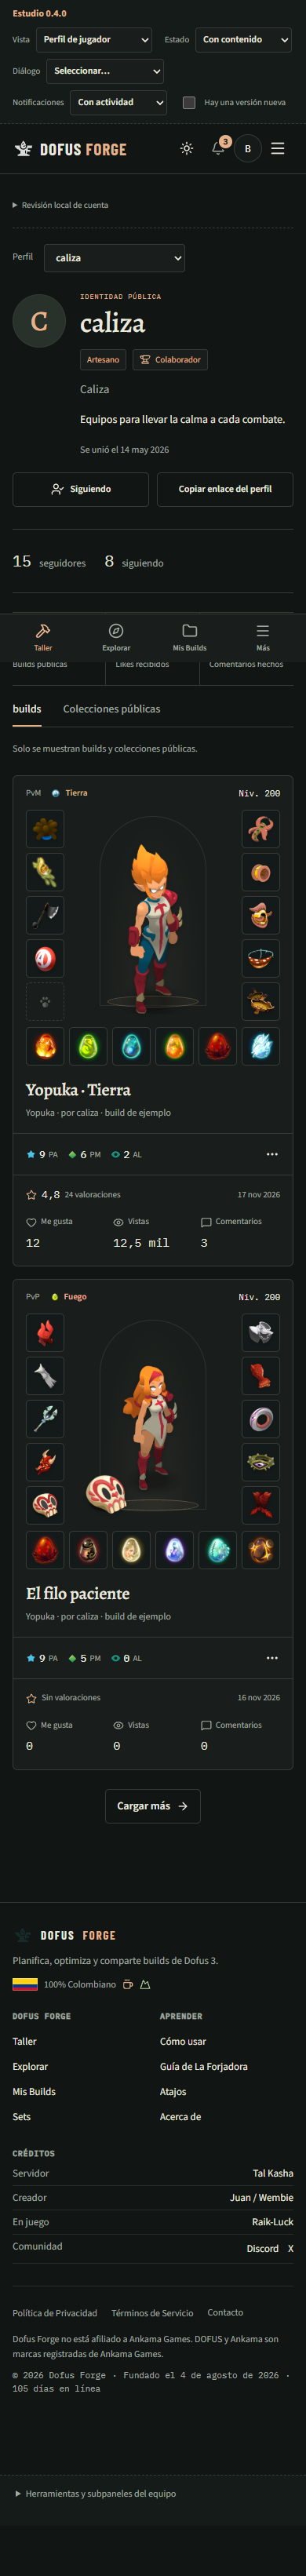 Estudio 0.4.0
Vista Perfil de jugador Estado Con contenido
Diálogo Seleccionar...
Notificaciones Con actividad Hay una versión nueva
DOFUS FORGE 3 B
Revisión local de cuenta
Perfil caliza
IDENTIDAD PÚBLICA
C caliza
Artesano Colaborador
Caliza
Equipos para llevar la calma a cada combate.
Se unió el 14 may 2026
Siguiendo Copiar enlace del perfil
15 seguidores 8 siguiendo
Taller Explorar Mis Builds Más
Builds públicas Likes recibidos Comentarios hechos
builds Colecciones públicas
Solo se muestran builds y colecciones públicas.
PvM Tierra Niv. 200
Yopuka · Tierra
Yopuka · por caliza · build de ejemplo
9 PA 6 PM 2 AL
4,8 24 valoraciones 17 nov 2026
Me gusta Vistas Comentarios
12 12,5 mil 3
PvP Fuego Niv. 200
El filo paciente
Yopuka · por caliza · build de ejemplo
9 PA 5 PM 0 AL
Sin valoraciones 16 nov 2026
Me gusta Vistas Comentarios
0 0 0
Cargar más
DOFUS FORGE
Planifica, optimiza y comparte builds de Dofus 3.
100% Colombiano
DOFUS FORGE APRENDER
Taller Cómo usar
Explorar Guía de La Forjadora
Mis Builds Atajos
Sets Acerca de
CRÉDITOS
Servidor Tal Kasha
Creador Juan / Wembie
En juego Raik-Luck
Comunidad Discord X
Política de Privacidad Términos de Servicio Contacto
Dofus Forge no está afiliado a Ankama Games. DOFUS y Ankama son
marcas registradas de Ankama Games.
© 2026 Dofus Forge · Fundado el 4 de agosto de 2026 ·
105 días en línea
Herramientas y subpaneles del equipo